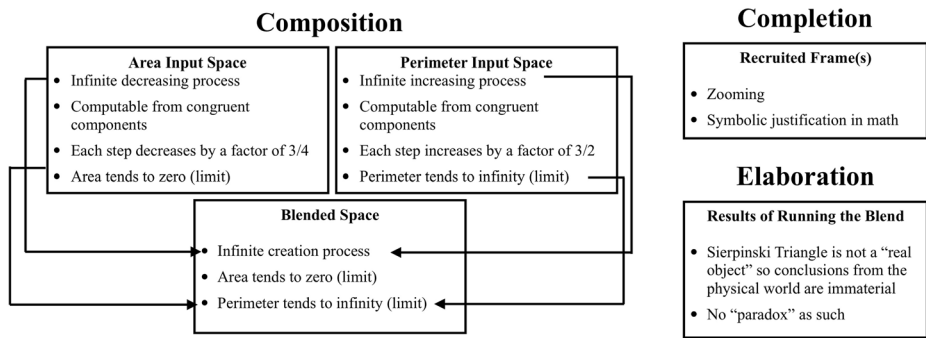 Composition
Area Input Space
• Infinite decreasing process
• Computable from congruent
components
• Each step decreases by a factor of 3/4
• Area tends to zero (limit)
Perimeter Input Space
• Infinite increasing process
• Computable from congruent
components
• Each step increases by a factor of 3/2
• Perimeter tends to infinity (limit)
Blended Space
• Infinite creation process
• Area tends to zero (limit)
• Perimeter tends to infinity (limit)
Completion
Recruited Frame(s)
• Zooming
• Symbolic justification in math
Elaboration
Results of Running the Blend
• Sierpinski Triangle is not a “real
object” so conclusions from the
physical world are immaterial
• No “paradox” as such